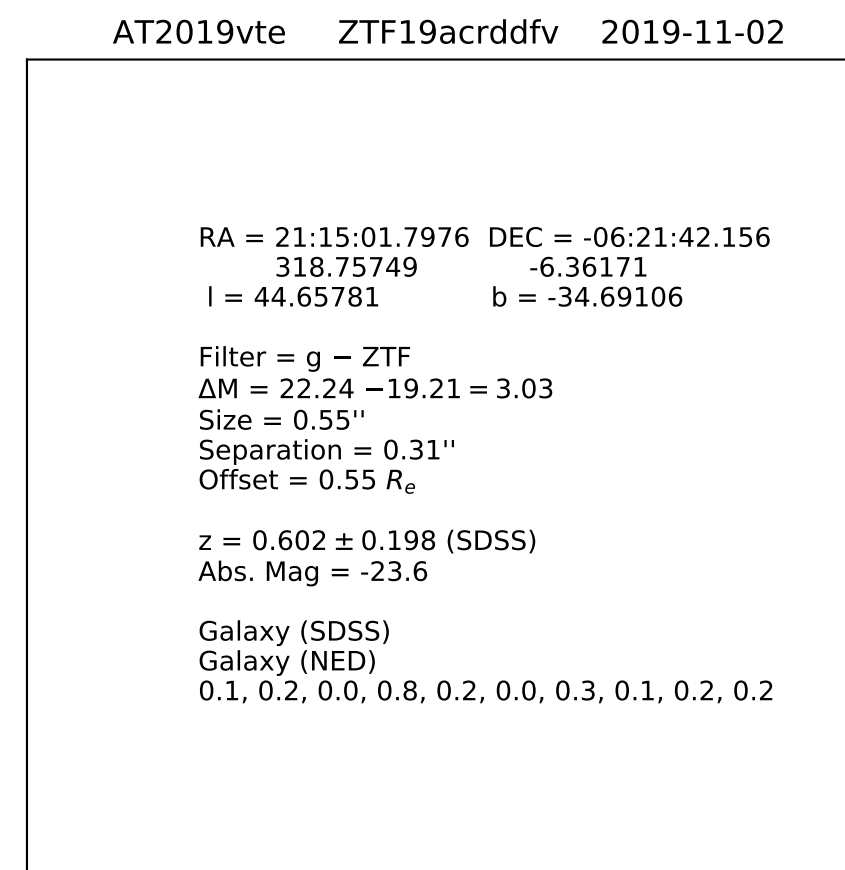 AT2019vte ZTF19acrddfv 2019-11-02
RA = 21:15:01.7976 DEC = -06:21:42.156
318.75749 -6.36171
l = 44.65781 b = -34.69106
Filter = g − ZTF
ΔM = 22.24 −19.21 = 3.03
Size = 0.55''
Separation = 0.31''
Offset = 0.55 Rₑ
z = 0.602 ± 0.198 (SDSS)
Abs. Mag = -23.6
Galaxy (SDSS)
Galaxy (NED)
0.1, 0.2, 0.0, 0.8, 0.2, 0.0, 0.3, 0.1, 0.2, 0.2